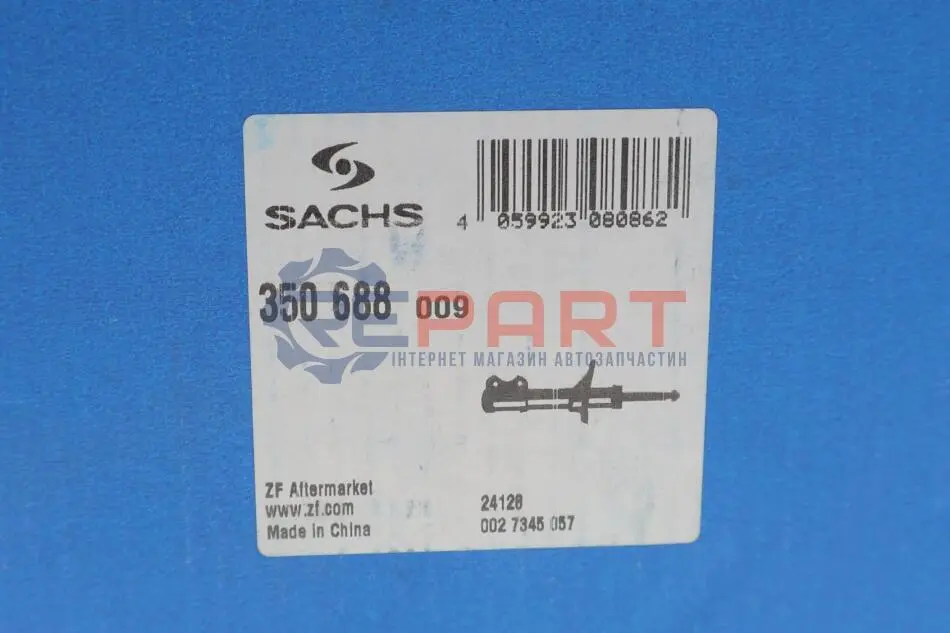 SACHS
4 059923 080862
350 688 009
REPART
ІНТЕРНЕТ МАГАЗИН АВТОЗАПЧАСТИН
ZF Aftermarket
www.zf.com
Made in China
24128
002 7345 057